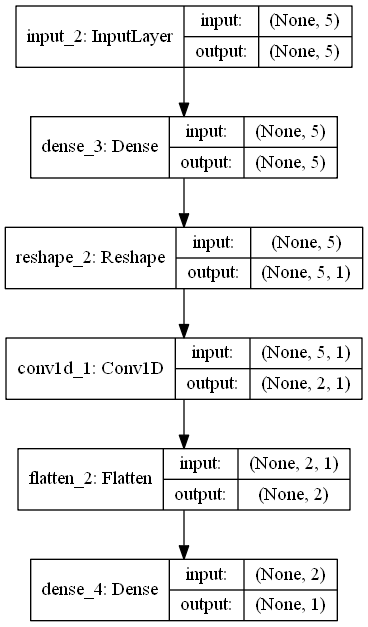 input_2: InputLayer input: (None, 5)
output: (None, 5)
dense_3: Dense input: (None, 5)
output: (None, 5)
reshape_2: Reshape input: (None, 5)
output: (None, 5, 1)
conv1d_1: Conv1D input: (None, 5, 1)
output: (None, 2, 1)
flatten_2: Flatten input: (None, 2, 1)
output: (None, 2)
dense_4: Dense input: (None, 2)
output: (None, 1)